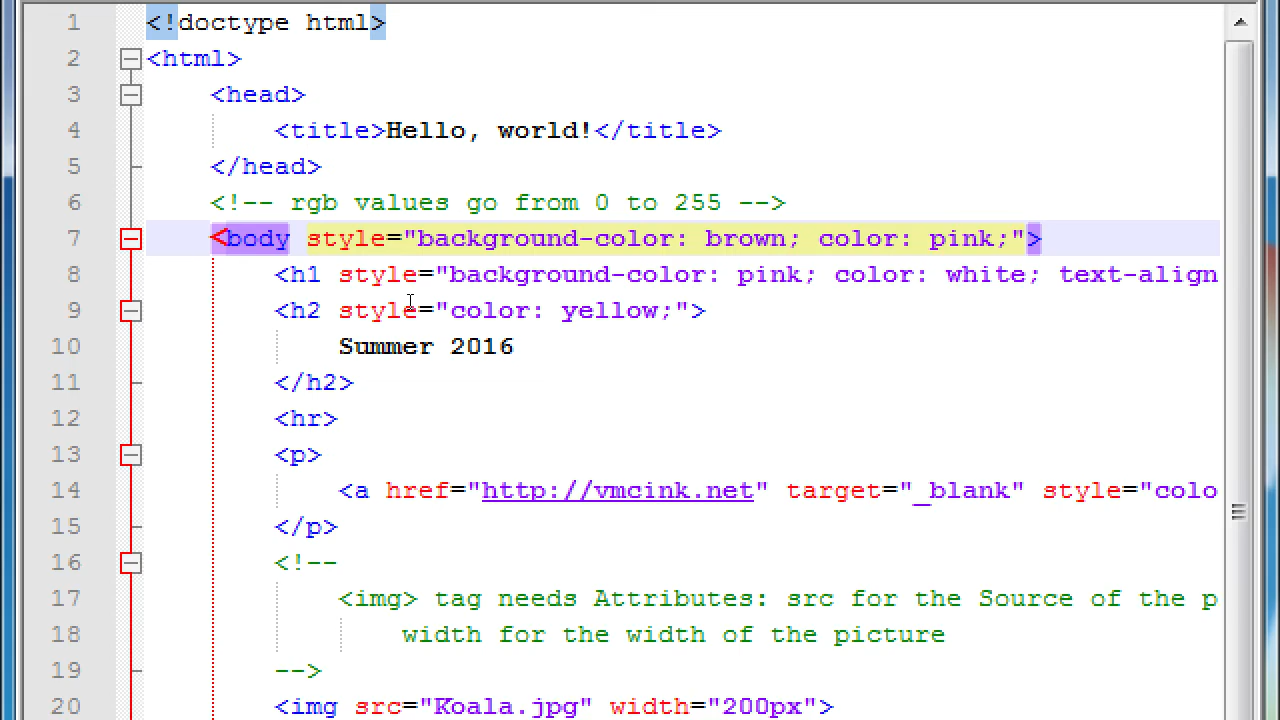 1 <!doctype html>
2 <html>
3 <head>
4 <title>Hello, world!</title>
5 </head>
6 <!-- rgb values go from 0 to 255 -->
7 <body style="background-color: brown; color: pink;">
8 <h1 style="background-color: pink; color: white; text-align
9 <h2 style="color: yellow;">
10 Summer 2016
11 </h2>
12 <hr>
13 <p>
14 <a href="http://vmcink.net" target="_blank" style="colo
15 </p>
16 <!--
17 <img> tag needs Attributes: src for the Source of the p
18 width for the width of the picture
19 -->
20 <img src="Koala.jpg" width="200px">